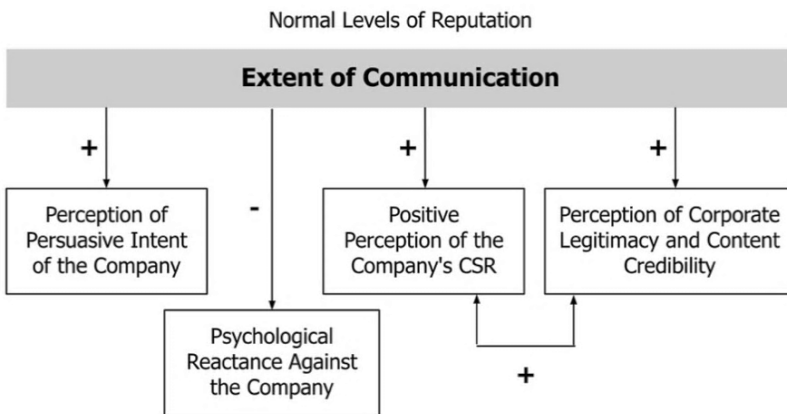 Normal Levels of Reputation
Extent of Communication
+
-
+
+
Perception of
Persuasive Intent
of the Company
Positive
Perception of the
Company's CSR
Perception of Corporate
Legitimacy and Content
Credibility
Psychological
Reactance Against
the Company
+